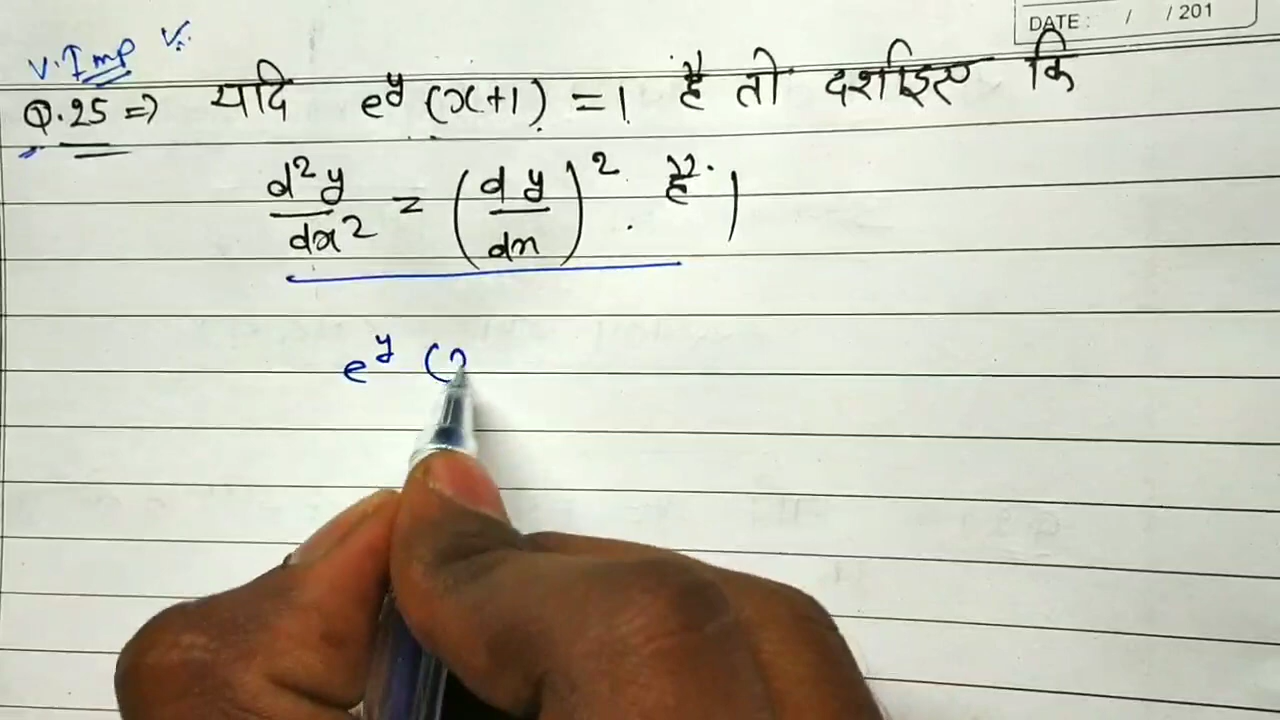 DATE: / /201
V. Imp
Q.25 => यदि e^y (x+1) = 1 है तो दर्शाइए कि
d²y/dx² = (dy/dx)² है।
e^y (